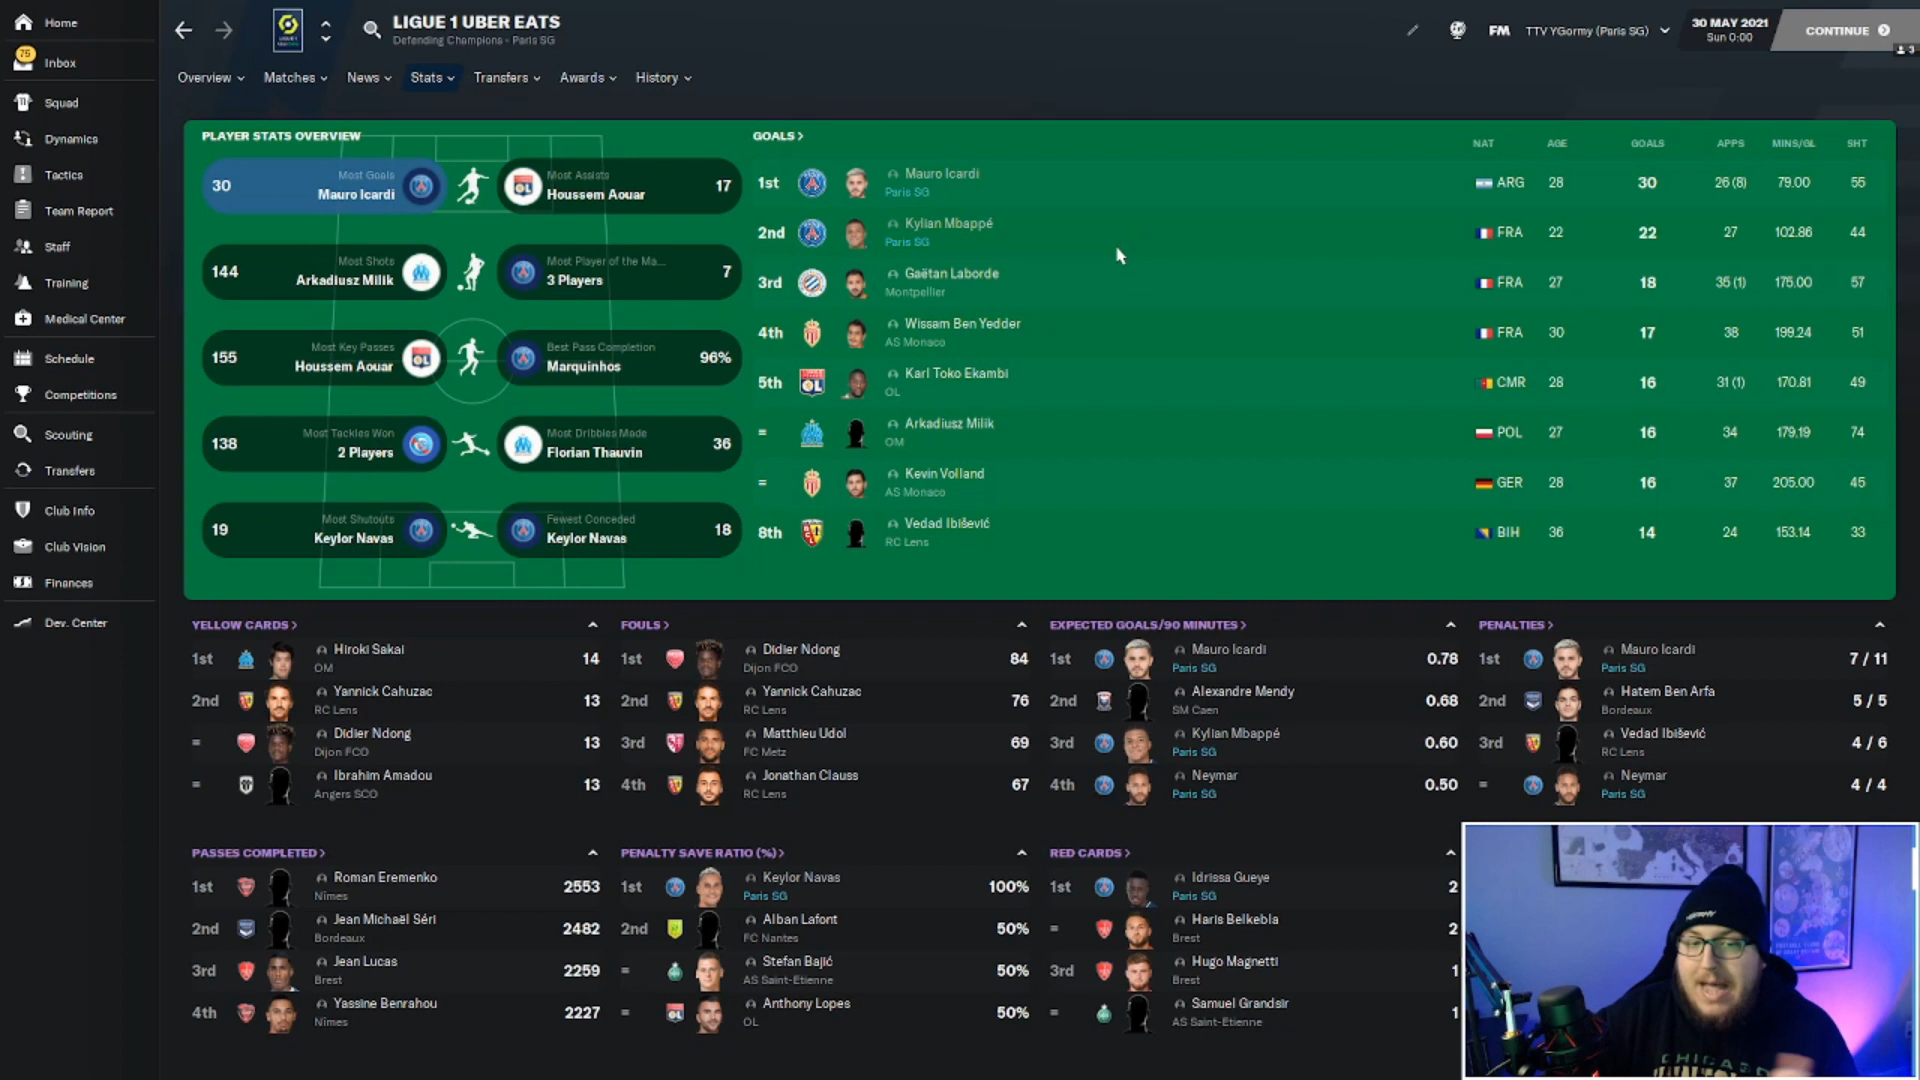 Home
Inbox
75
Squad
Dynamics
Tactics
Team Report
Staff
Training
Medical Center
Schedule
Competitions
Scouting
Transfers
Club Info
Club Vision
Finances
Dev. Center
LIGUE 1 UBER EATS
Defending Champions - Paris SG
FM
TTV YGormy (Paris SG)
30 MAY 2021
Sun 0:00
CONTINUE
3
Overview
Matches
News
Stats
Transfers
Awards
History
PLAYER STATS OVERVIEW
30 Most Goals Mauro Icardi
Most Assists Houssem Aouar 17
144 Most Shots Arkadiusz Milik
Most Player of the Ma... 3 Players 7
155 Most Key Passes Houssem Aouar
Best Pass Completion Marquinhos 96%
138 Most Tackles Won 2 Players
Most Dribbles Made Florian Thauvin 36
19 Most Shutouts Keylor Navas
Fewest Conceded Keylor Navas 18
GOALS > NAT AGE GOALS APPS MINS/GL SHT
1st Mauro Icardi Paris SG ARG 28 30 26 (8) 79.00 55
2nd Kylian Mbappé Paris SG FRA 22 22 27 102.86 44
3rd Gaëtan Laborde Montpellier FRA 27 18 35 (1) 175.00 57
4th Wissam Ben Yedder AS Monaco FRA 30 17 38 199.24 51
5th Karl Toko Ekambi OL CMR 28 16 31 (1) 170.81 49
= Arkadiusz Milik OM POL 27 16 34 179.19 74
= Kevin Volland AS Monaco GER 28 16 37 205.00 45
8th Vedad Ibišević RC Lens BIH 36 14 24 153.14 33
YELLOW CARDS >
1st Hiroki Sakai OM 14
2nd Yannick Cahuzac RC Lens 13
= Didier Ndong Dijon FCO 13
= Ibrahim Amadou Angers SCO 13
FOULS >
1st Didier Ndong Dijon FCO 84
2nd Yannick Cahuzac RC Lens 76
3rd Matthieu Udol FC Metz 69
4th Jonathan Clauss RC Lens 67
EXPECTED GOALS/90 MINUTES >
1st Mauro Icardi Paris SG 0.78
2nd Alexandre Mendy SM Caen 0.68
3rd Kylian Mbappé Paris SG 0.60
4th Neymar Paris SG 0.50
PENALTIES >
1st Mauro Icardi Paris SG 7 / 11
2nd Hatem Ben Arfa Bordeaux 5 / 5
3rd Vedad Ibišević RC Lens 4 / 6
= Neymar Paris SG 4 / 4
PASSES COMPLETED >
1st Roman Eremenko Nîmes 2553
2nd Jean Michaël Séri Bordeaux 2482
3rd Jean Lucas Brest 2259
4th Yassine Benrahou Nîmes 2227
PENALTY SAVE RATIO (%) >
1st Keylor Navas Paris SG 100%
2nd Alban Lafont FC Nantes 50%
= Stefan Bajić AS Saint-Etienne 50%
= Anthony Lopes OL 50%
RED CARDS >
1st Idrissa Gueye Paris SG 2
= Haris Belkebla Brest 2
3rd Hugo Magnetti Brest 1
= Samuel Grandsir AS Saint-Etienne 1
CHICAGO